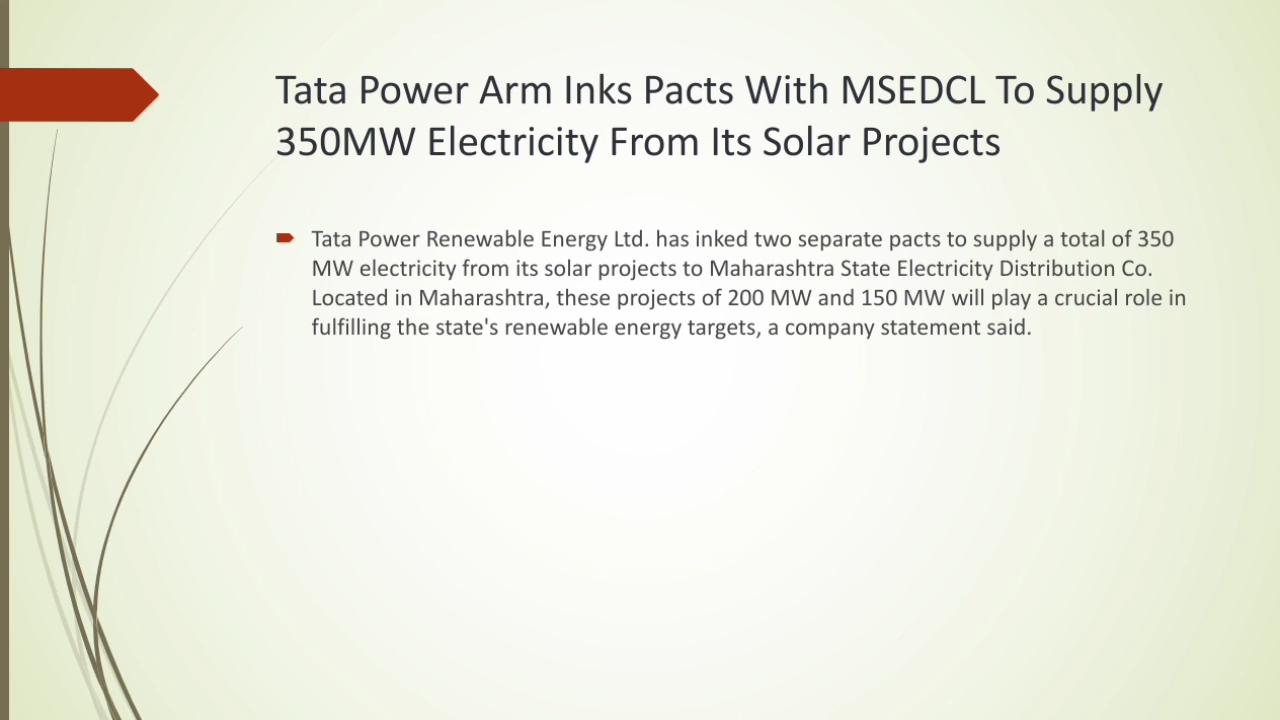 Tata Power Arm Inks Pacts With MSEDCL To Supply
350MW Electricity From Its Solar Projects
Tata Power Renewable Energy Ltd. has inked two separate pacts to supply a total of 350
MW electricity from its solar projects to Maharashtra State Electricity Distribution Co.
Located in Maharashtra, these projects of 200 MW and 150 MW will play a crucial role in
fulfilling the state's renewable energy targets, a company statement said.